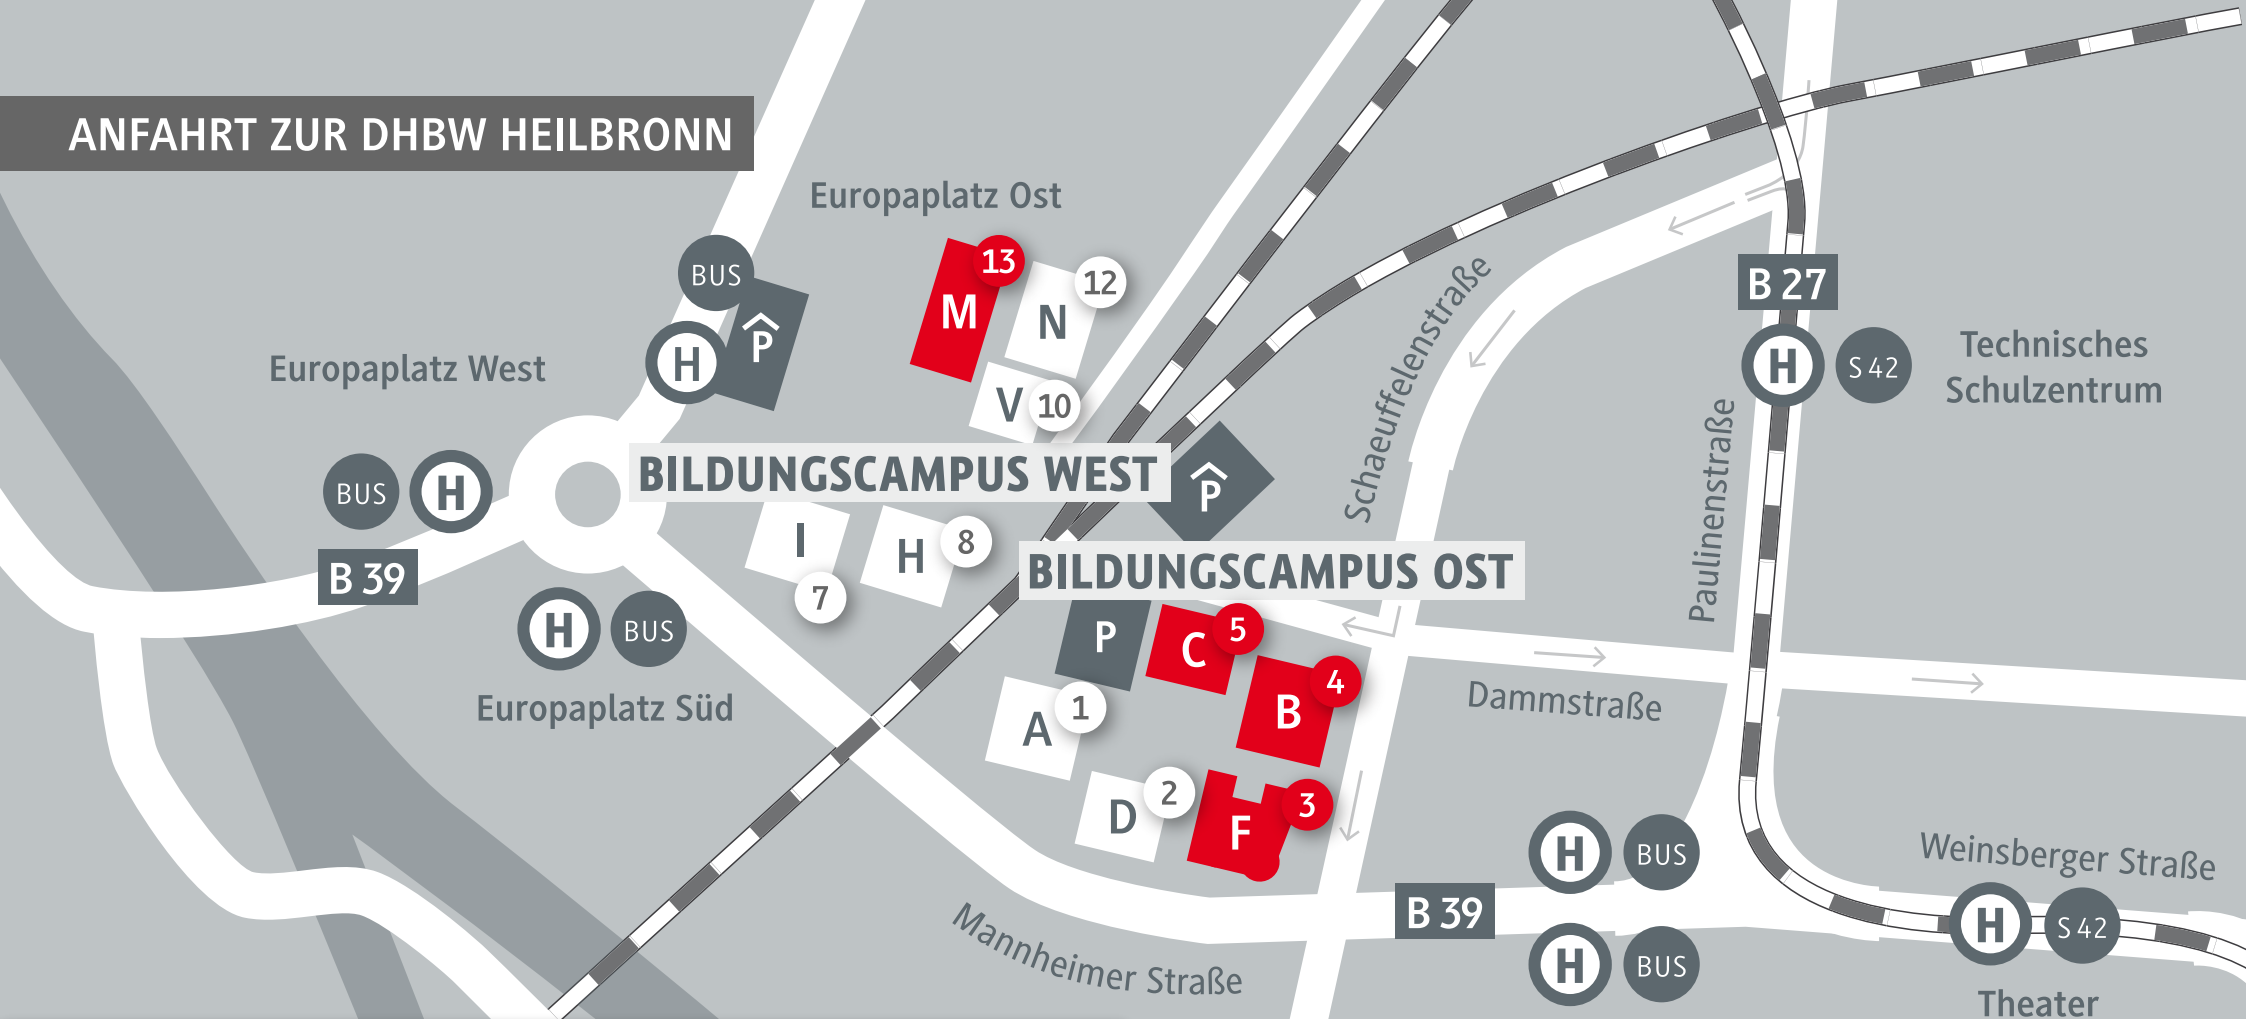 ANFAHRT ZUR DHBW HEILBRONN
Europaplatz Ost
13
12
M
N
V
10
BUS
P
H
Europaplatz West
BUS
H
B 39
BILDUNGSCAMPUS WEST
P
I
7
H
8
H
BUS
Europaplatz Süd
BILDUNGSCAMPUS OST
P
C
5
B
4
A
1
D
2
F
3
Schaeuffelenstraße
Paulinenstraße
B 27
H
S 42
Technisches
Schulzentrum
Dammstraße
Mannheimer Straße
B 39
H
BUS
H
BUS
Weinsberger Straße
H
S 42
Theater